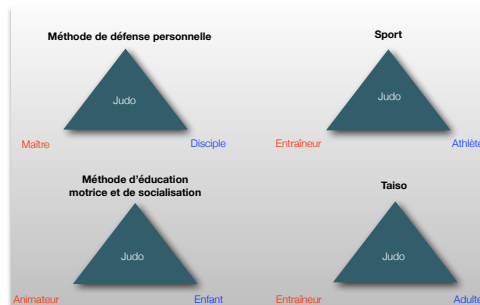 Méthode de défense personnelle
Judo
Maître
Disciple
Sport
Judo
Entraîneur
Athlète
Méthode d'éducation
motrice et de socialisation
Judo
Animateur
Enfant
Taiso
Judo
Entraîneur
Adulte